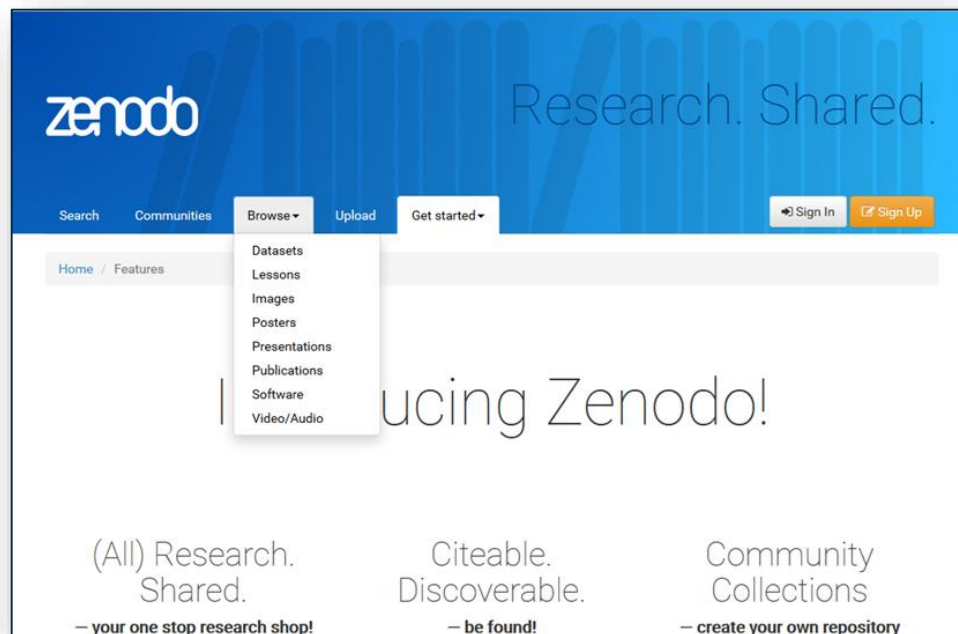 zenodo
Research. Shared.
Search Communities Browse Upload Get started Sign In Sign Up
Home / Features
Datasets
Lessons
Images
Posters
Presentations
Publications
Software
Video/Audio
I ucing Zenodo!
(All) Research.
Shared.
— your one stop research shop!
Citeable.
Discoverable.
— be found!
Community
Collections
— create your own repository